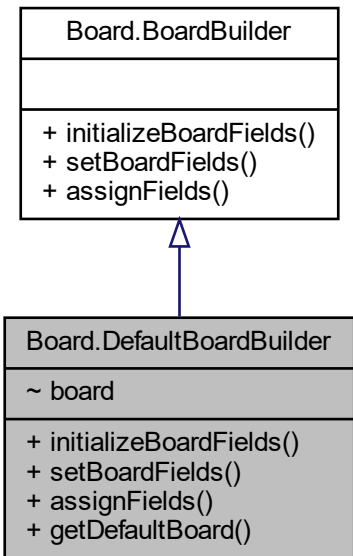 Board.BoardBuilder
+ initializeBoardFields()
+ setBoardFields()
+ assignFields()
Board.DefaultBoardBuilder
~ board
+ initializeBoardFields()
+ setBoardFields()
+ assignFields()
+ getDefaultBoard()